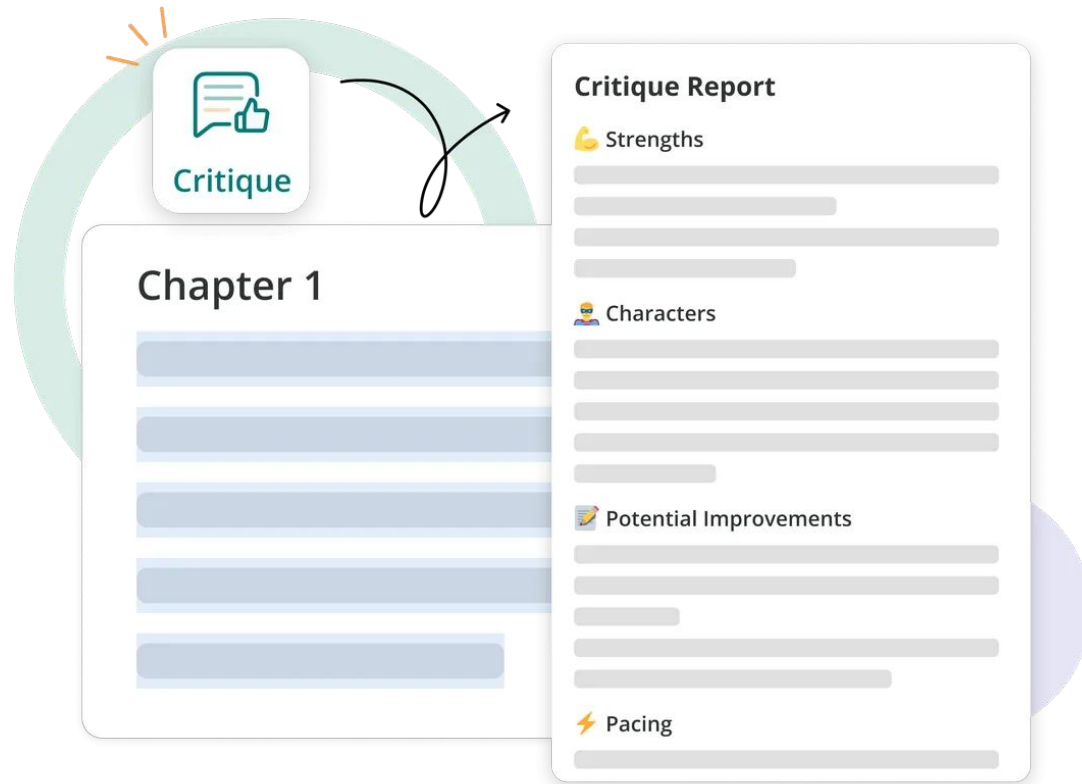 Critique
Chapter 1
Critique Report
Strengths
Characters
Potential Improvements
Pacing